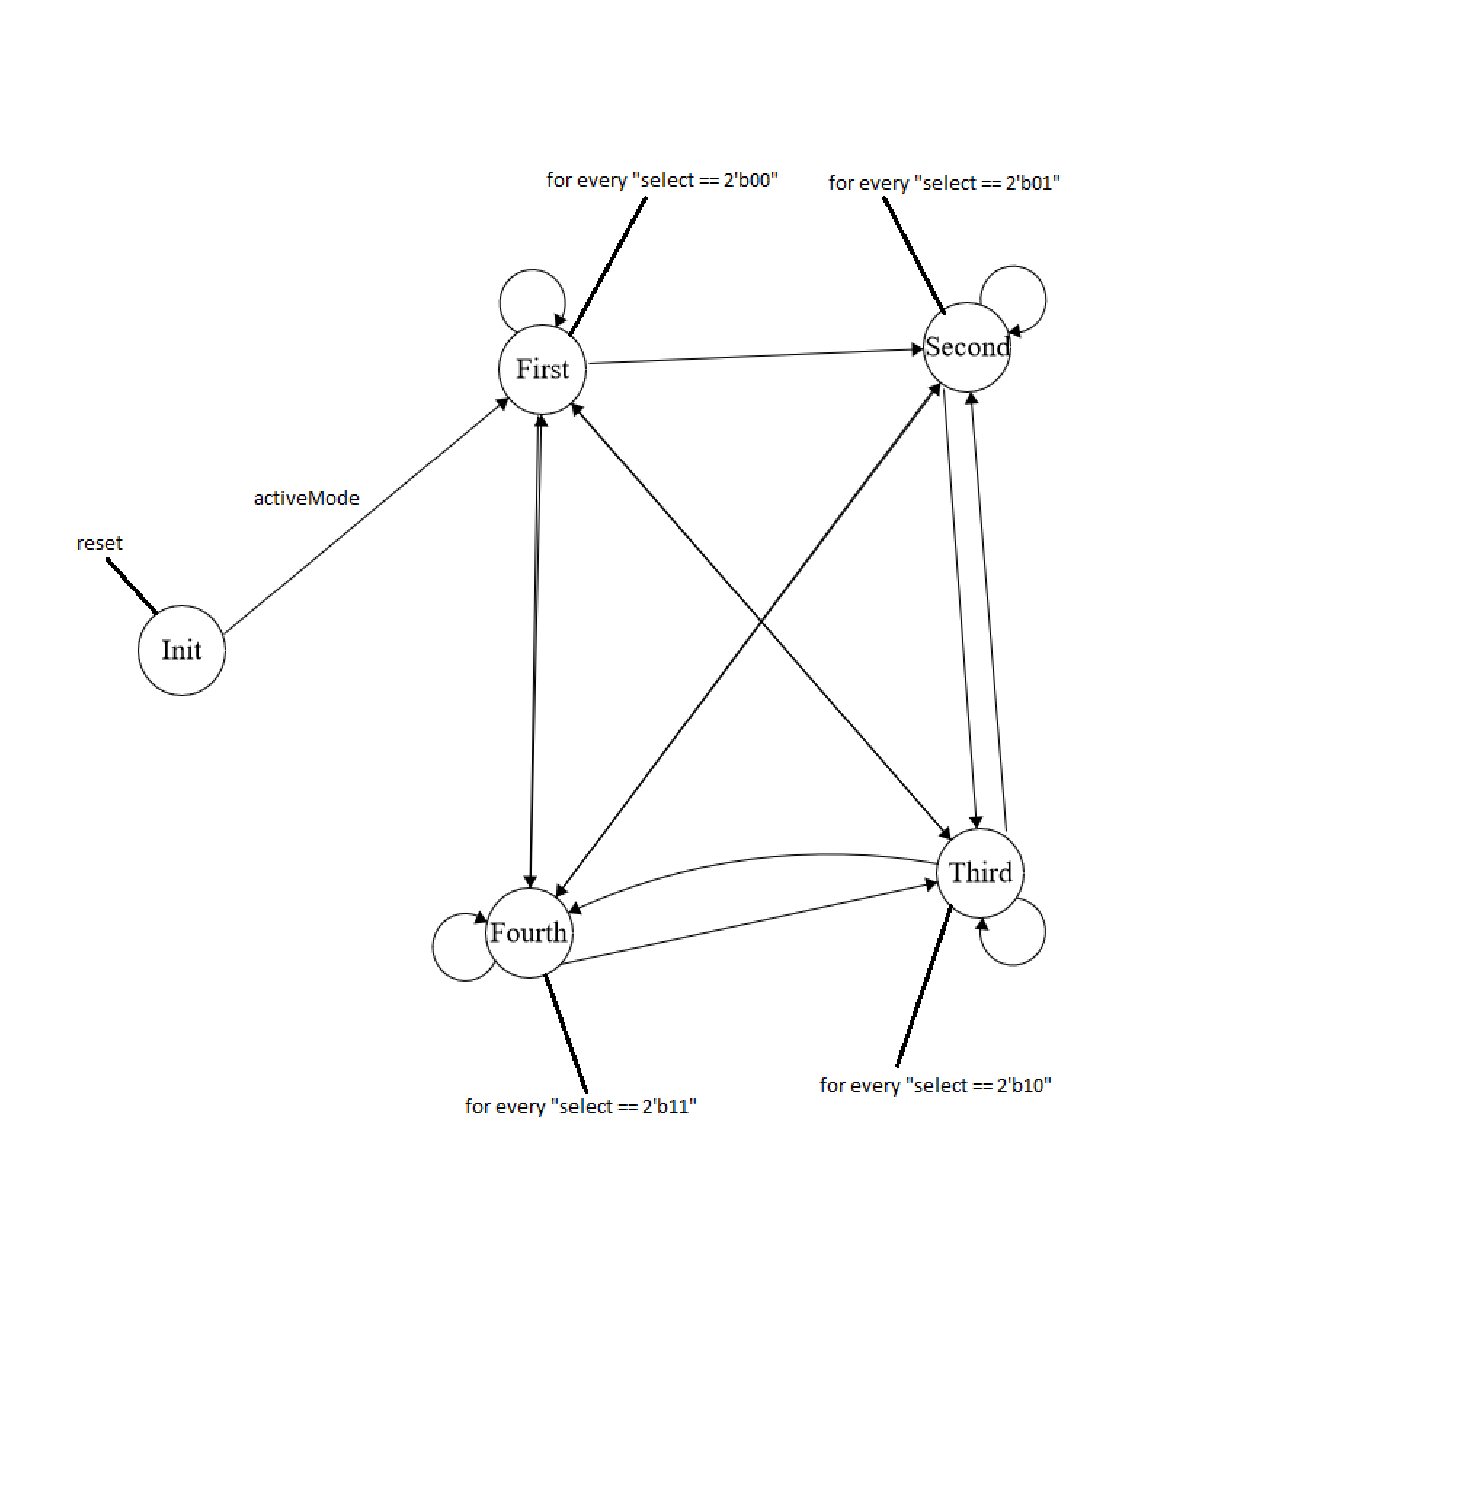 for every "select == 2'b00"
for every "select == 2'b01"
First
Second
activeMode
reset
Init
Third
Fourth
for every "select == 2'b10"
for every "select == 2'b11"